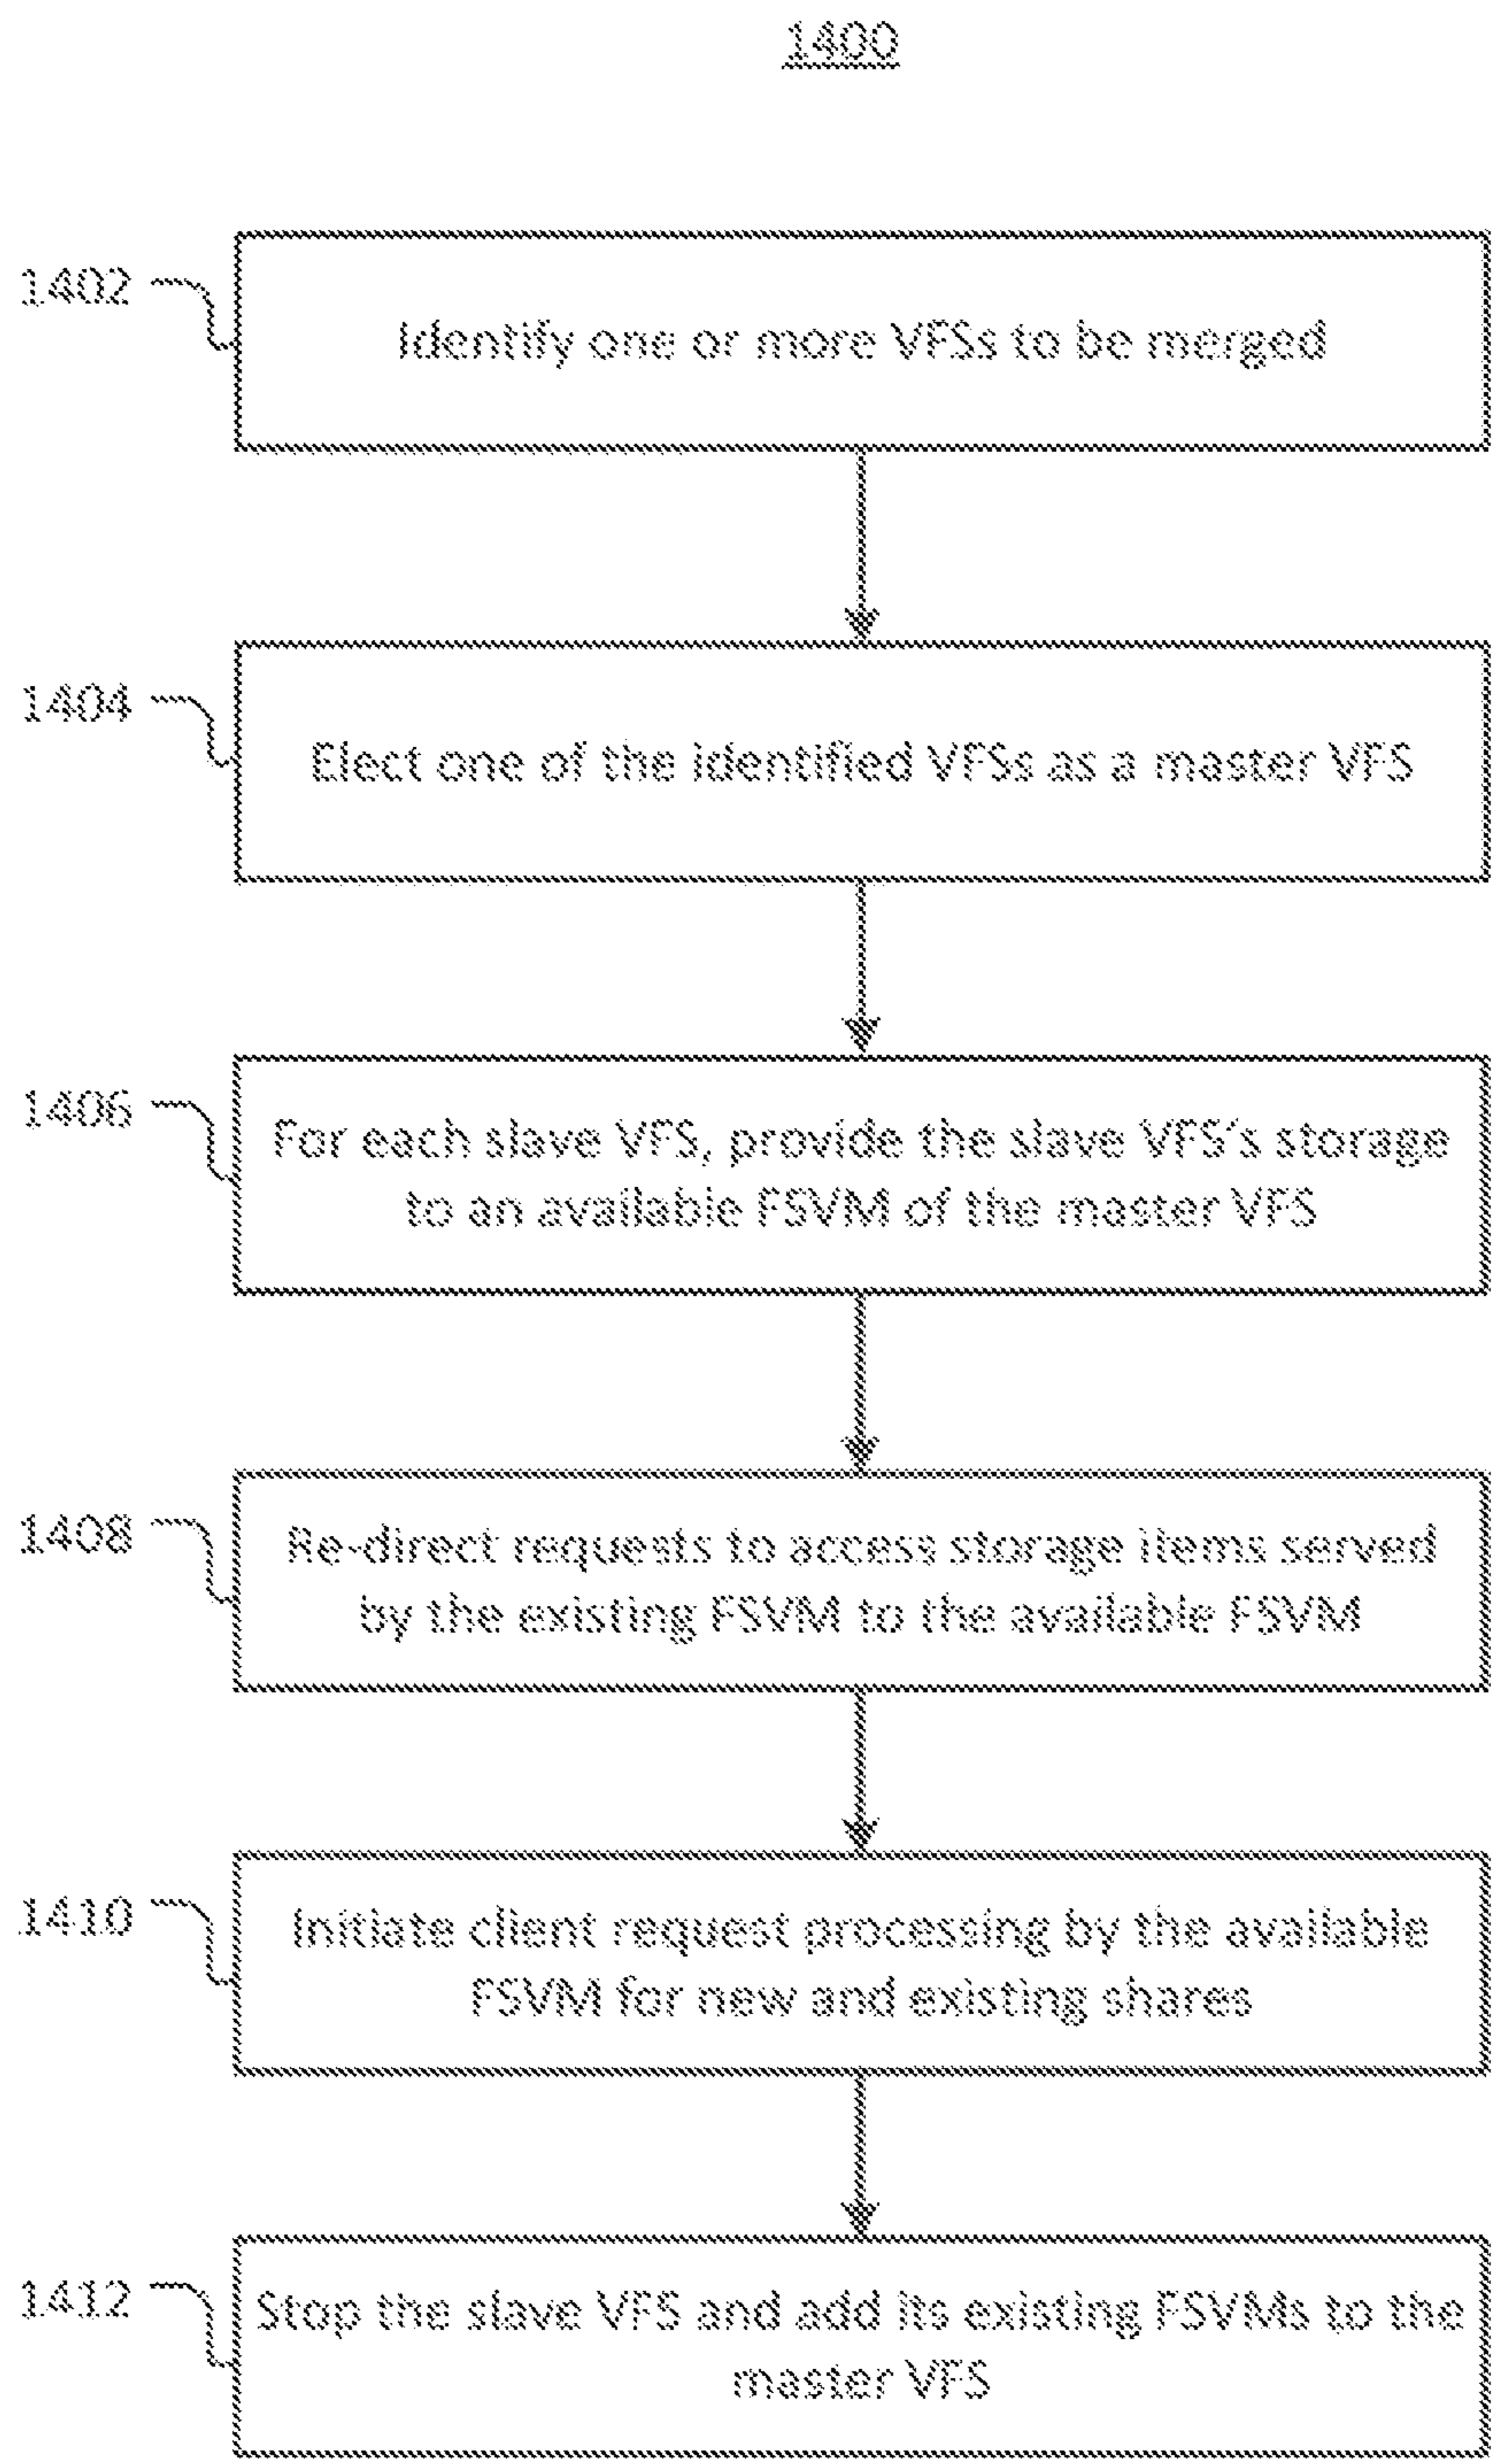 1400
1402
Identify one or more VFSs to be merged
1404
Elect one of the identified VFSs as a master VFS
1406
For each slave VFS, provide the slave VFS's storage
to an available FSVM of the master VFS
1408
Re-direct requests to access storage items served
by the existing FSVM to the available FSVM
1410
Initiate client request processing by the available
FSVM for new and existing shares
1412
Stop the slave VFS and add its existing FSVMs to the
master VFS